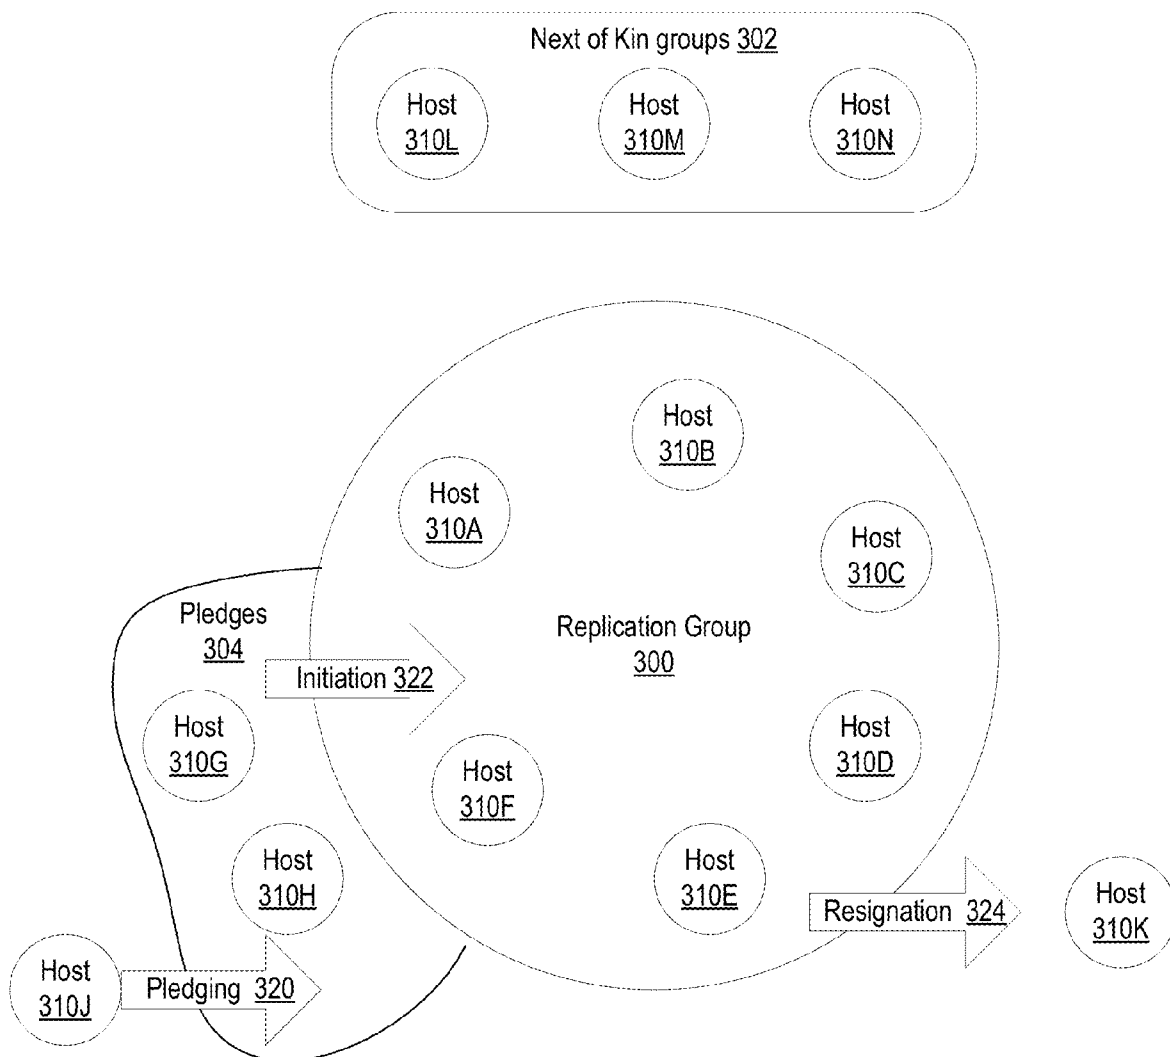 Next of Kin groups 302
Host
310L
Host
310M
Host
310N
Host
310B
Host
310A
Host
310C
Pledges
304
Replication Group
300
Initiation 322
Host
310G
Host
310D
Host
310F
Host
310H
Host
310E
Resignation 324
Host
310K
Host
310J
Pledging 320